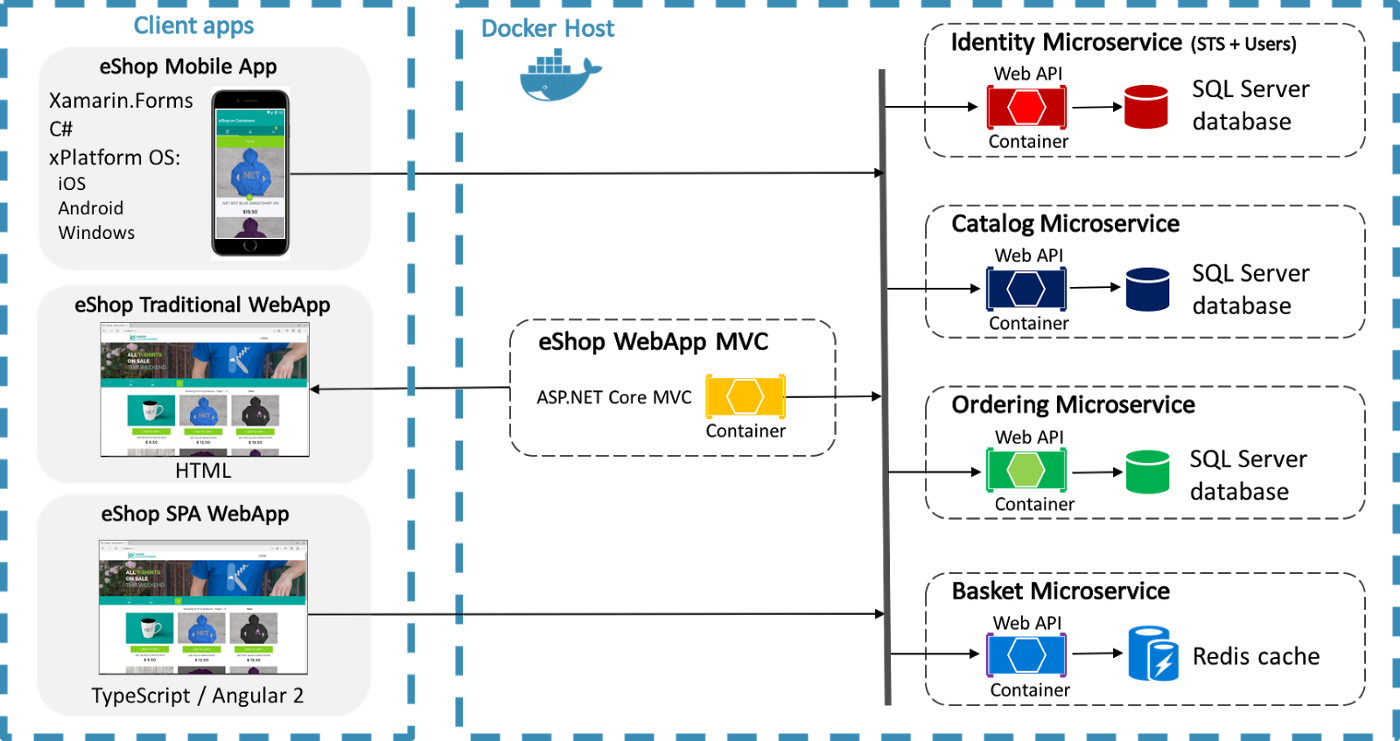 Client apps
eShop Mobile App
Xamarin.Forms
C#
xPlatform OS:
iOS
Android
Windows
eShop on Containers
NET BOT BLUE SWEATSHIRT (M)
$19.50
eShop Traditional WebApp
ALL T-SHIRTS
ON SALE
THIS WEEKEND
$ 8.50
$ 12.00
$ 19.50
HTML
eShop SPA WebApp
ALL T-SHIRTS
ON SALE
THIS WEEKEND
$ 8.50
$ 12.00
$ 19.50
TypeScript / Angular 2
Docker Host
eShop WebApp MVC
ASP.NET Core MVC
Container
Identity Microservice (STS + Users)
Web API
Container
SQL Server
database
Catalog Microservice
Web API
Container
SQL Server
database
Ordering Microservice
Web API
Container
SQL Server
database
Basket Microservice
Web API
Container
Redis cache